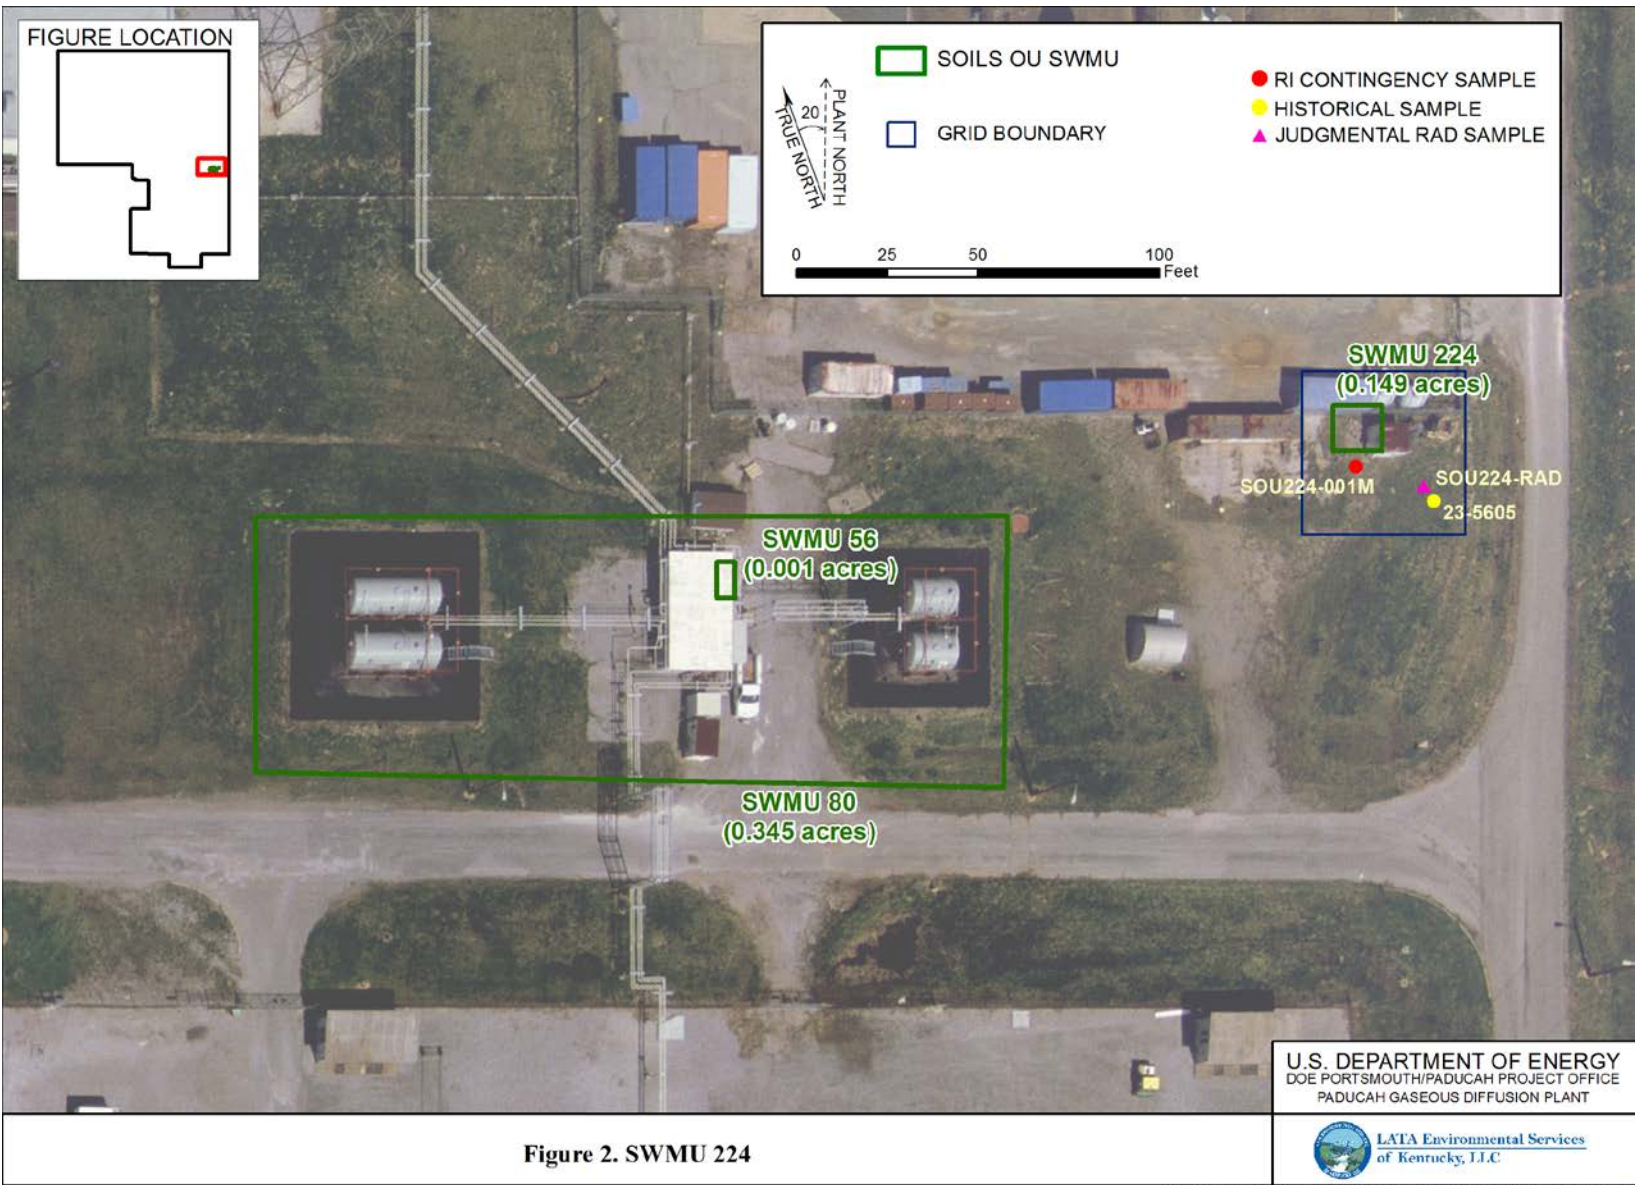 FIGURE LOCATION
SOILS OU SWMU
GRID BOUNDARY
RI CONTINGENCY SAMPLE
HISTORICAL SAMPLE
JUDGMENTAL RAD SAMPLE
20
TRUE NORTH
PLANT NORTH
0 25 50 100
Feet
SWMU 224
(0.149 acres)
SOU224-001M
SOU224-RAD
23-5605
SWMU 56
(0.001 acres)
SWMU 80
(0.345 acres)
U.S. DEPARTMENT OF ENERGY
DOE PORTSMOUTH/PADUCAH PROJECT OFFICE
PADUCAH GASEOUS DIFFUSION PLANT
LATA Environmental Services
of Kentucky, LLC
Figure 2. SWMU 224